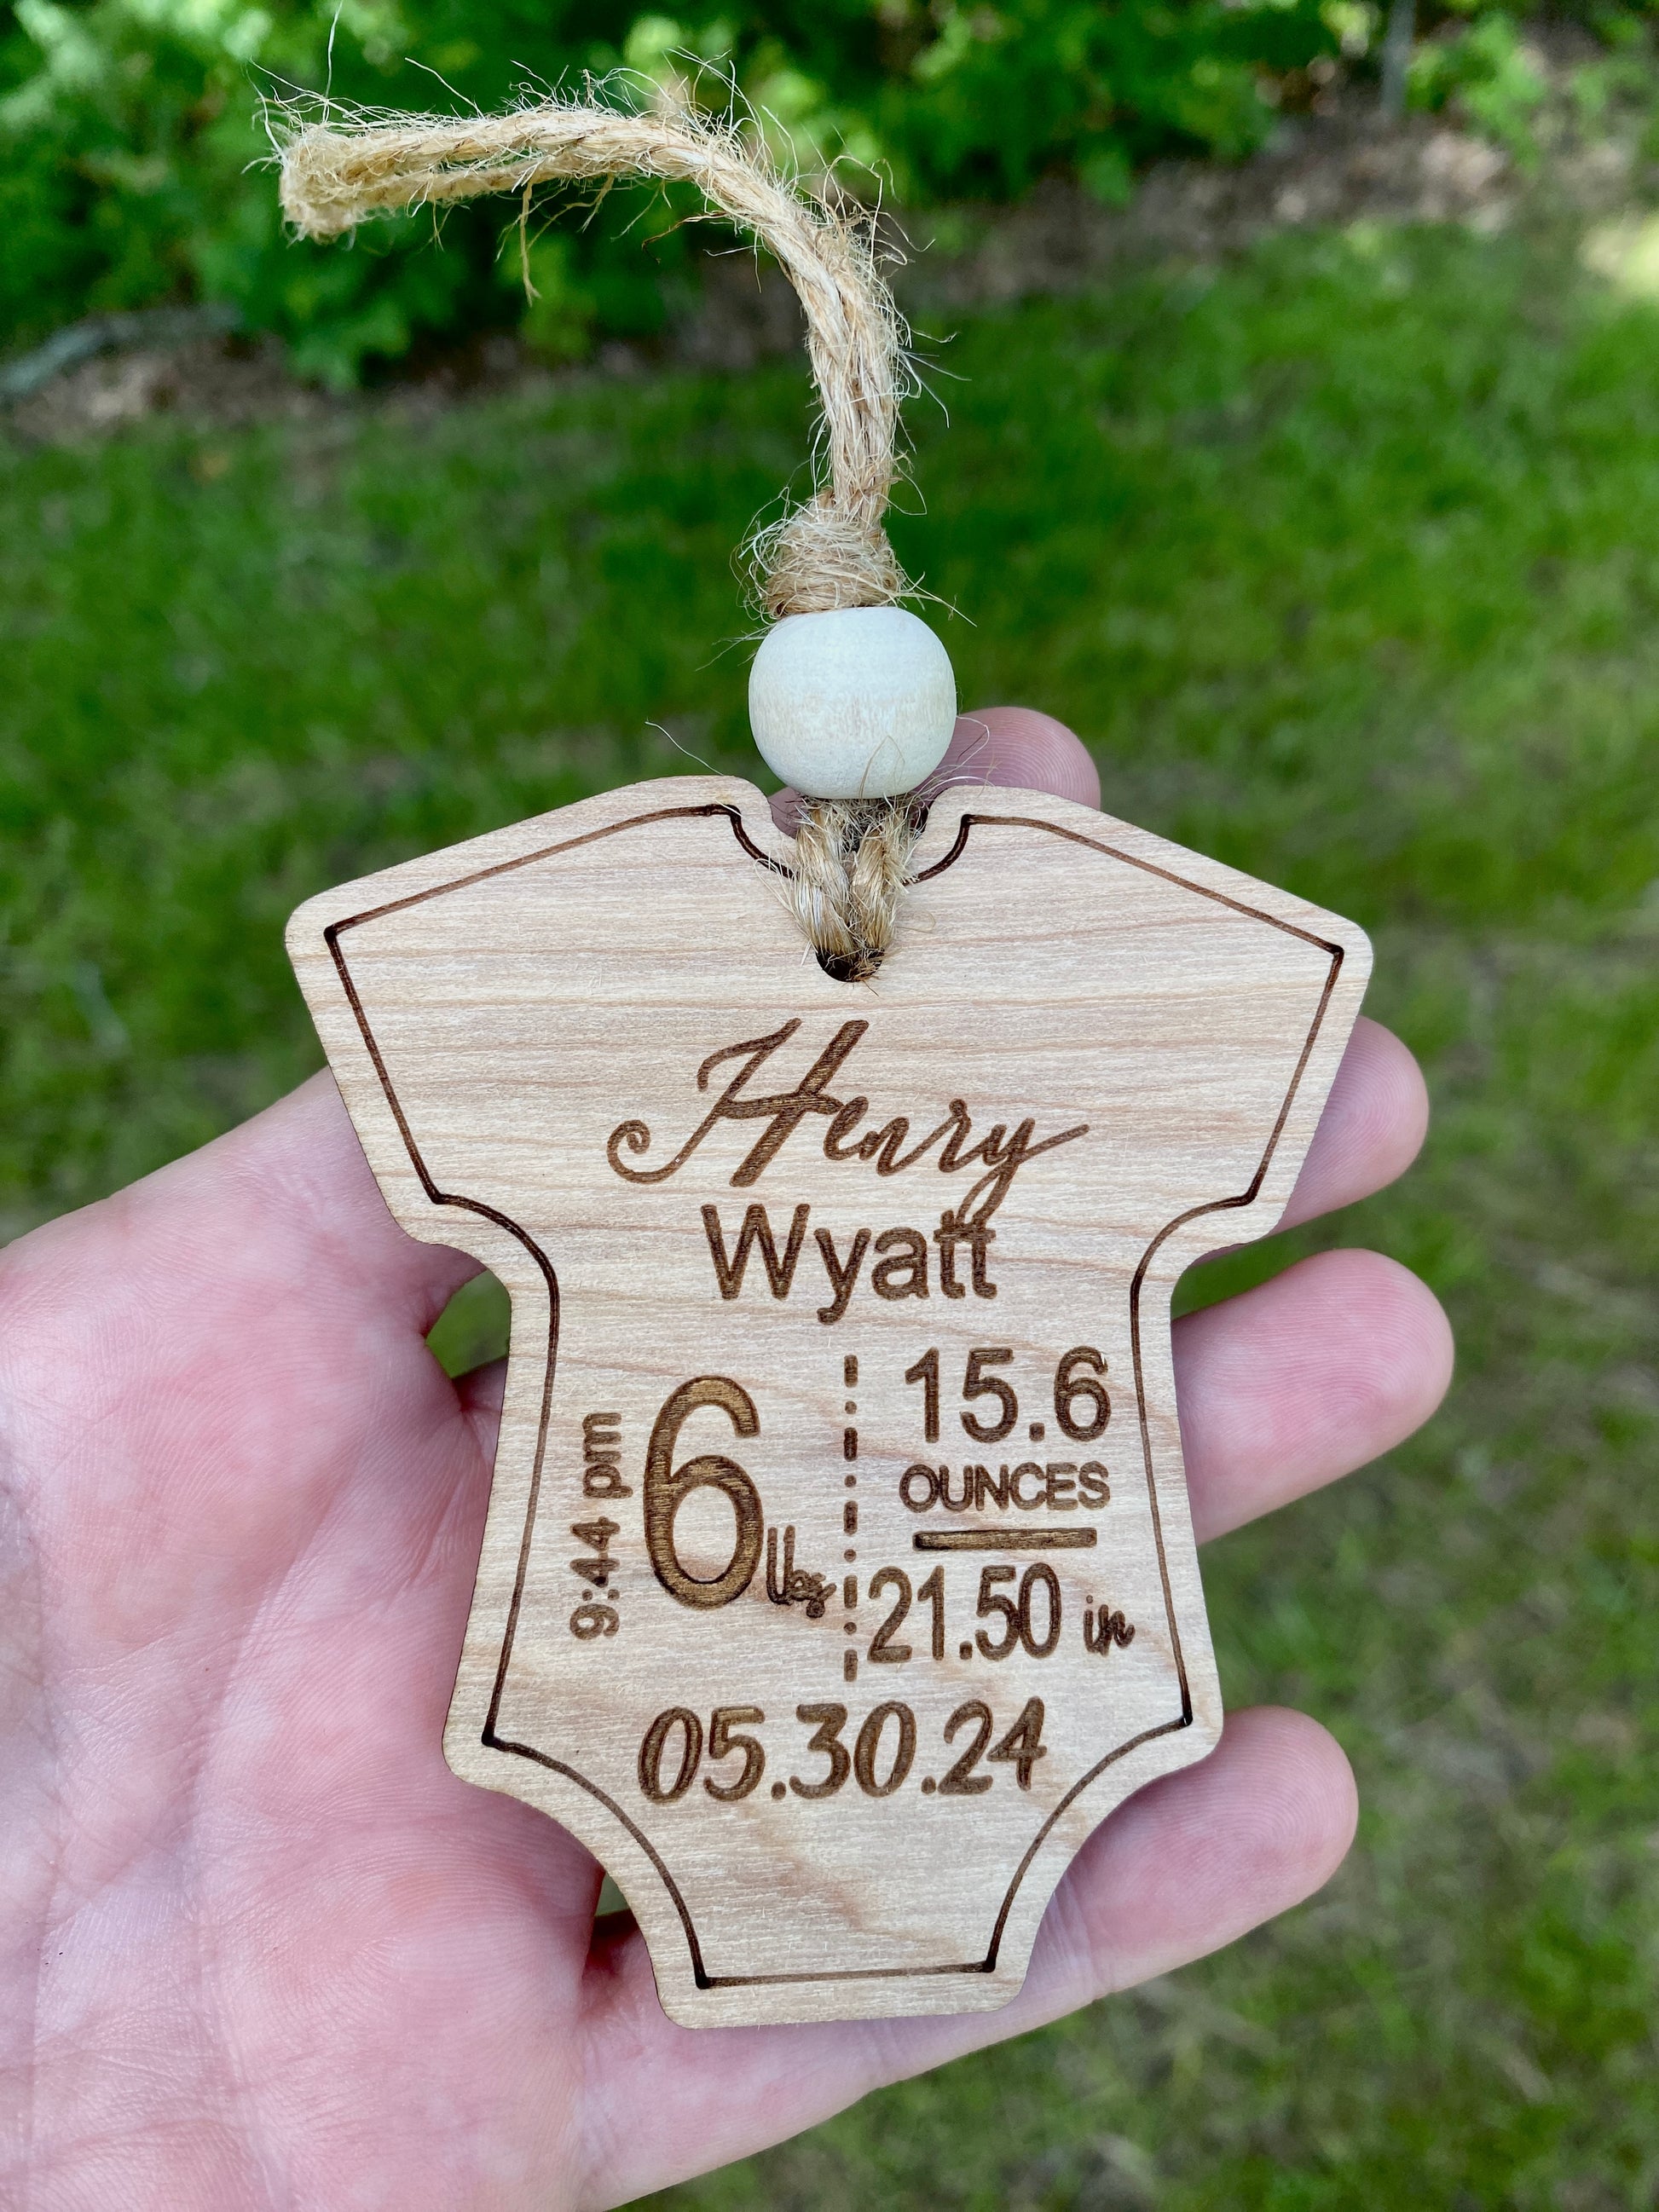 Henry
Wyatt
9:44 pm
6 lbs
15.6
OUNCES
21.50 in
05.30.24